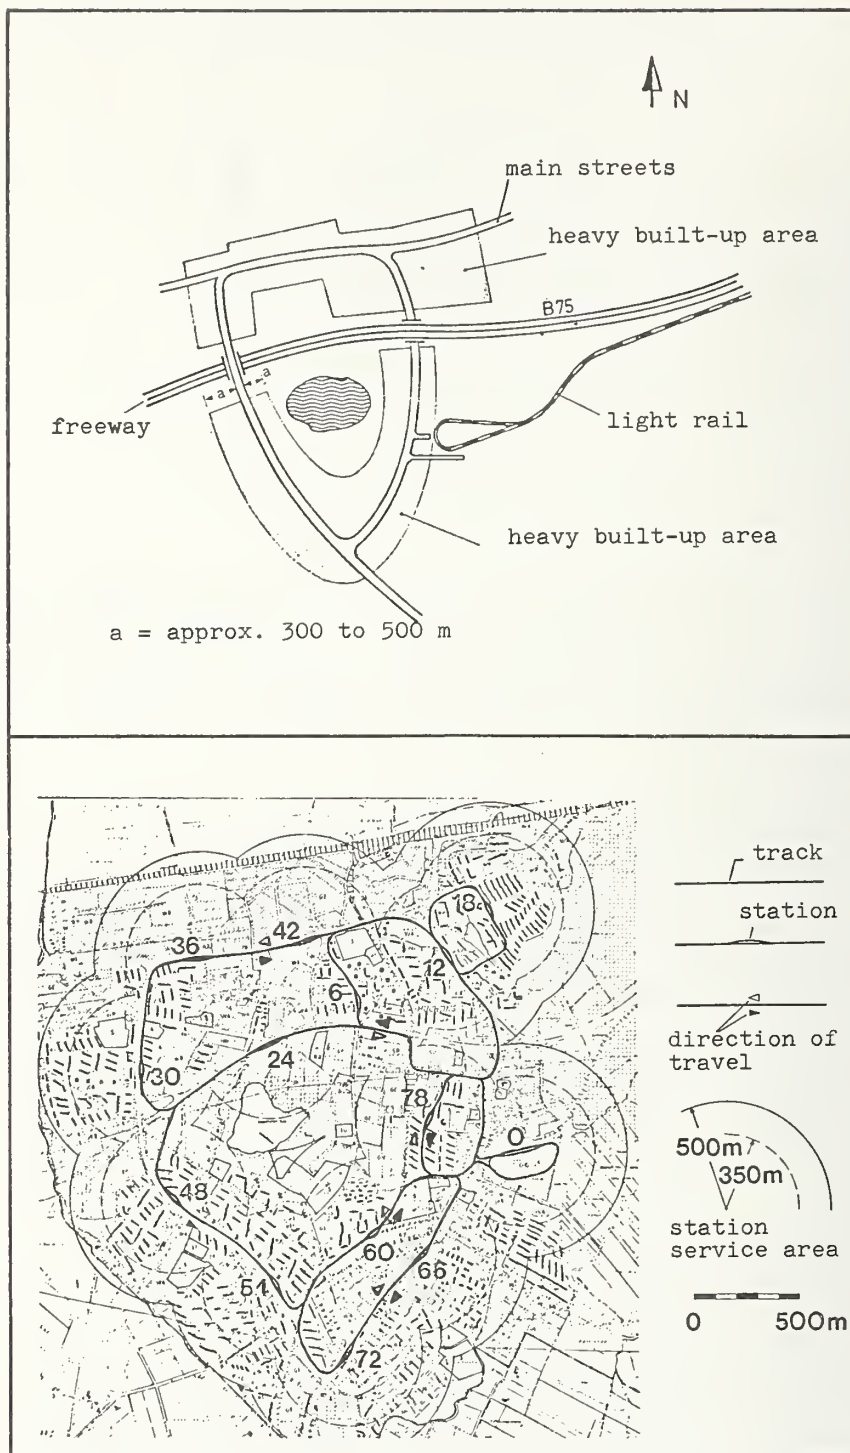 N
main streets
heavy built-up area
B75
a
a
freeway
light rail
heavy built-up area
a = approx. 300 to 500 m
18
track
42
36
station
12
6
direction of
travel
24
30
78
0
500m
350m
48
station
service area
60
66
51
72
0 500m